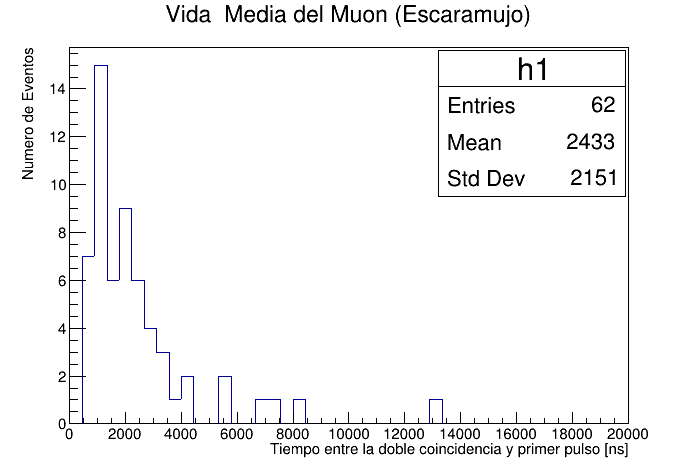 Vida Media del Muon (Escaramujo)
Numero de Eventos
h1
Entries 62
Mean 2433
Std Dev 2151
14
12
10
8
6
4
2
0
0 2000 4000 6000 8000 10000 12000 14000 16000 18000 20000
Tiempo entre la doble coincidencia y primer pulso [ns]